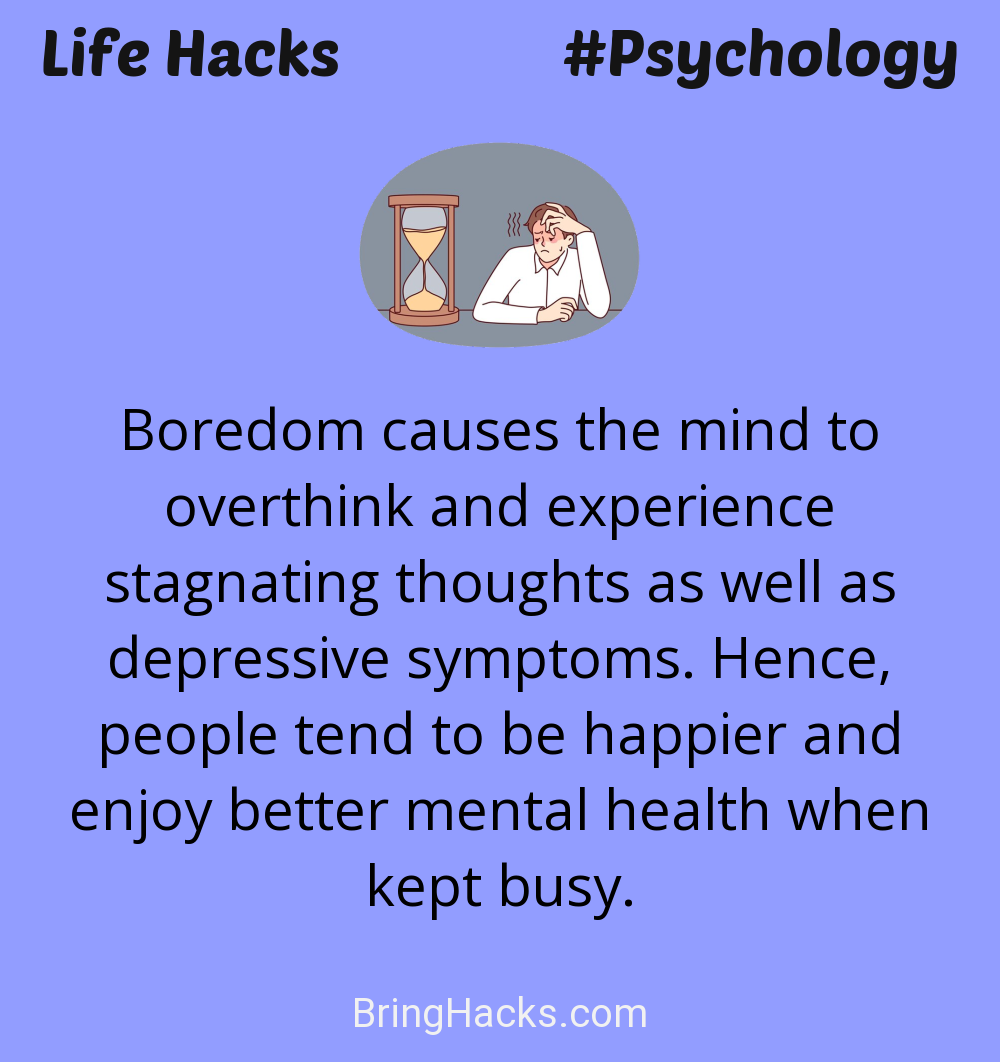 Life Hacks
#Psychology
Boredom causes the mind to
overthink and experience
stagnating thoughts as well as
depressive symptoms. Hence,
people tend to be happier and
enjoy better mental health when
kept busy.
BringHacks.com